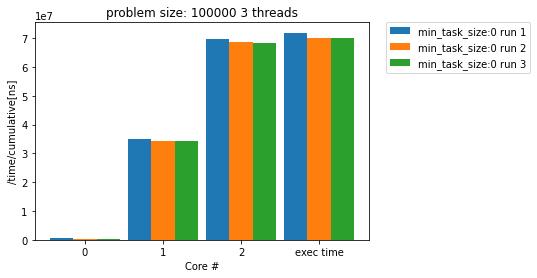 problem size: 100000 3 threads
1e7
7
6
5
4
3
2
1
0
/time/cumulative[ns]
0 1 2 exec time
Core #
min_task_size:0 run 1
min_task_size:0 run 2
min_task_size:0 run 3